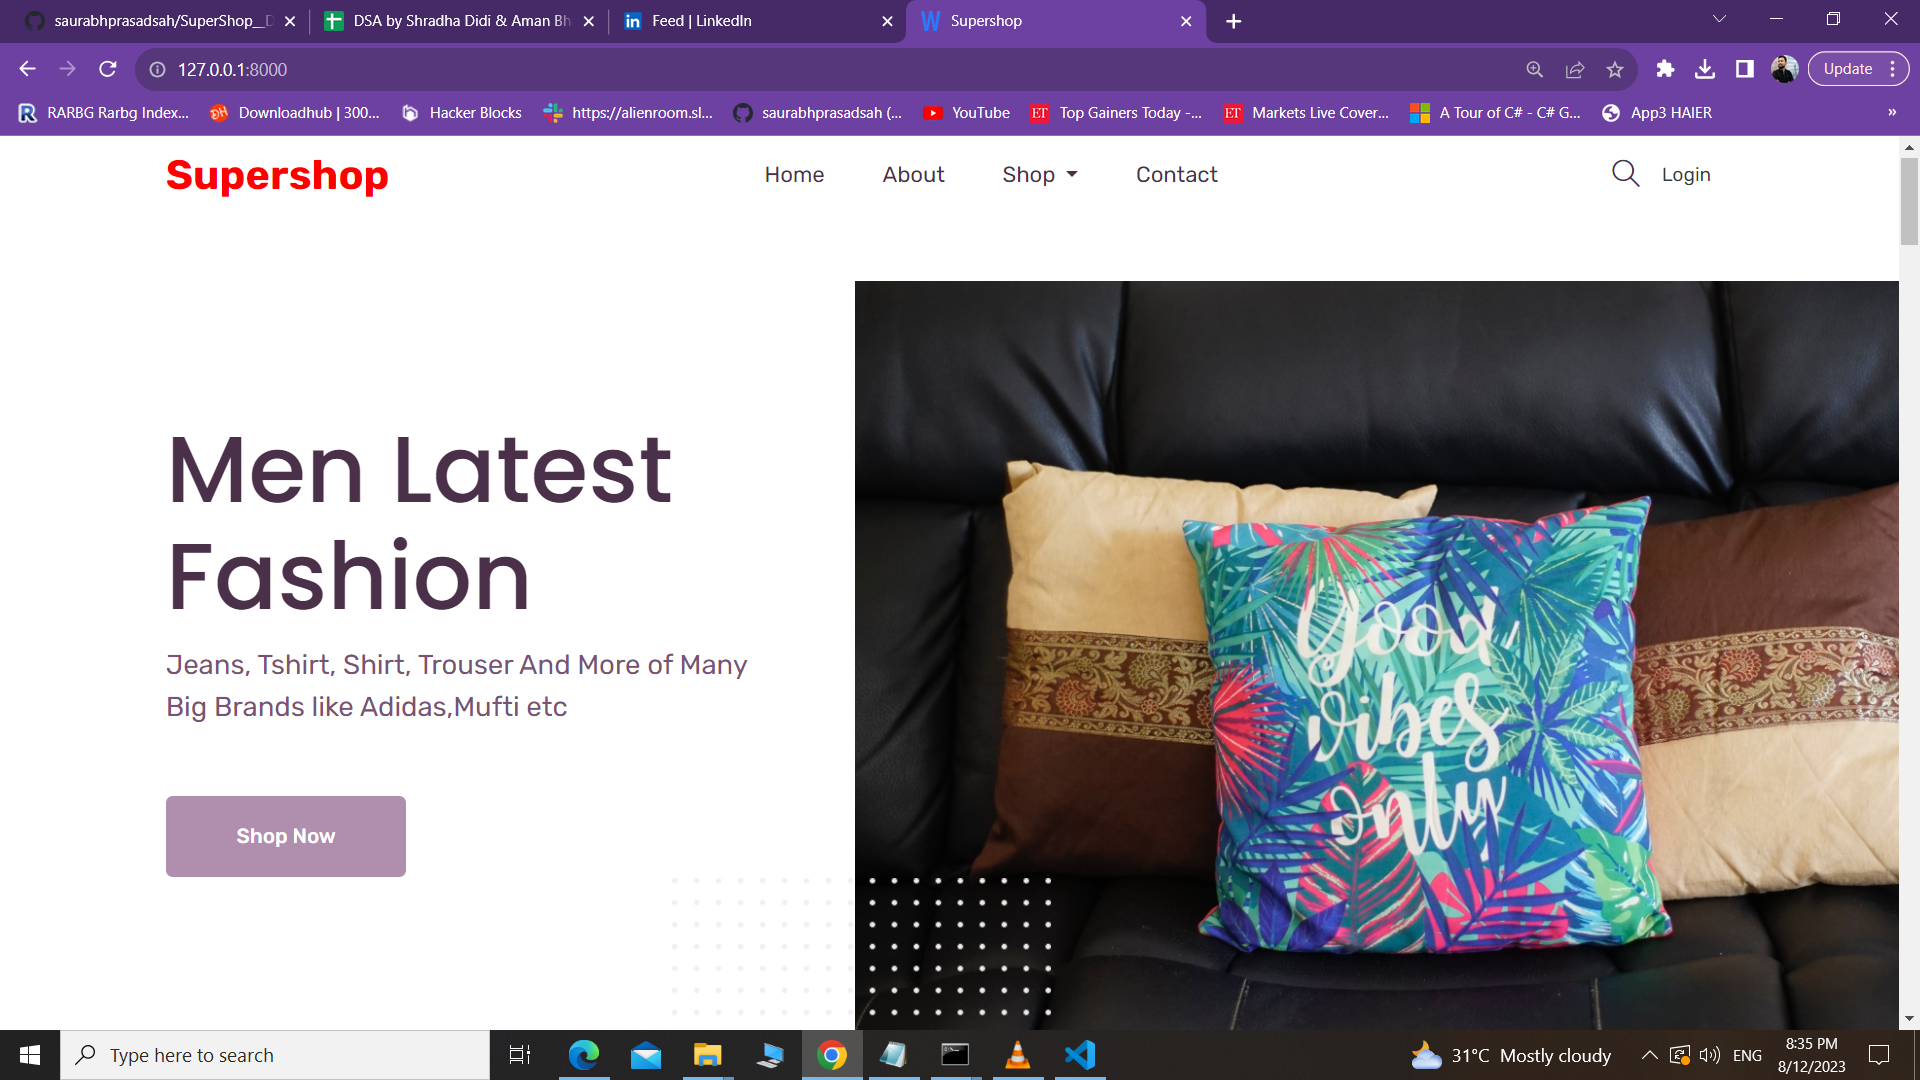 saurabhprasadsah/SuperShop__D
DSA by Shradha Didi & Aman Bh
Feed | LinkedIn
Supershop
127.0.0.1:8000
Update
RARBG Rarbg Index...
Downloadhub | 300...
Hacker Blocks
https://alienroom.sl...
saurabhprasadsah (...
YouTube
ET
Top Gainers Today -...
ET
Markets Live Cover...
A Tour of C# - C# G...
App3 HAIER
»
Supershop
Home
About
Shop
Contact
Login
Men Latest
Fashion
Jeans, Tshirt, Shirt, Trouser And More of Many
Big Brands like Adidas,Mufti etc
Shop Now
Good
vibes
only
Type here to search
31°C Mostly cloudy
ENG
8:35 PM
8/12/2023